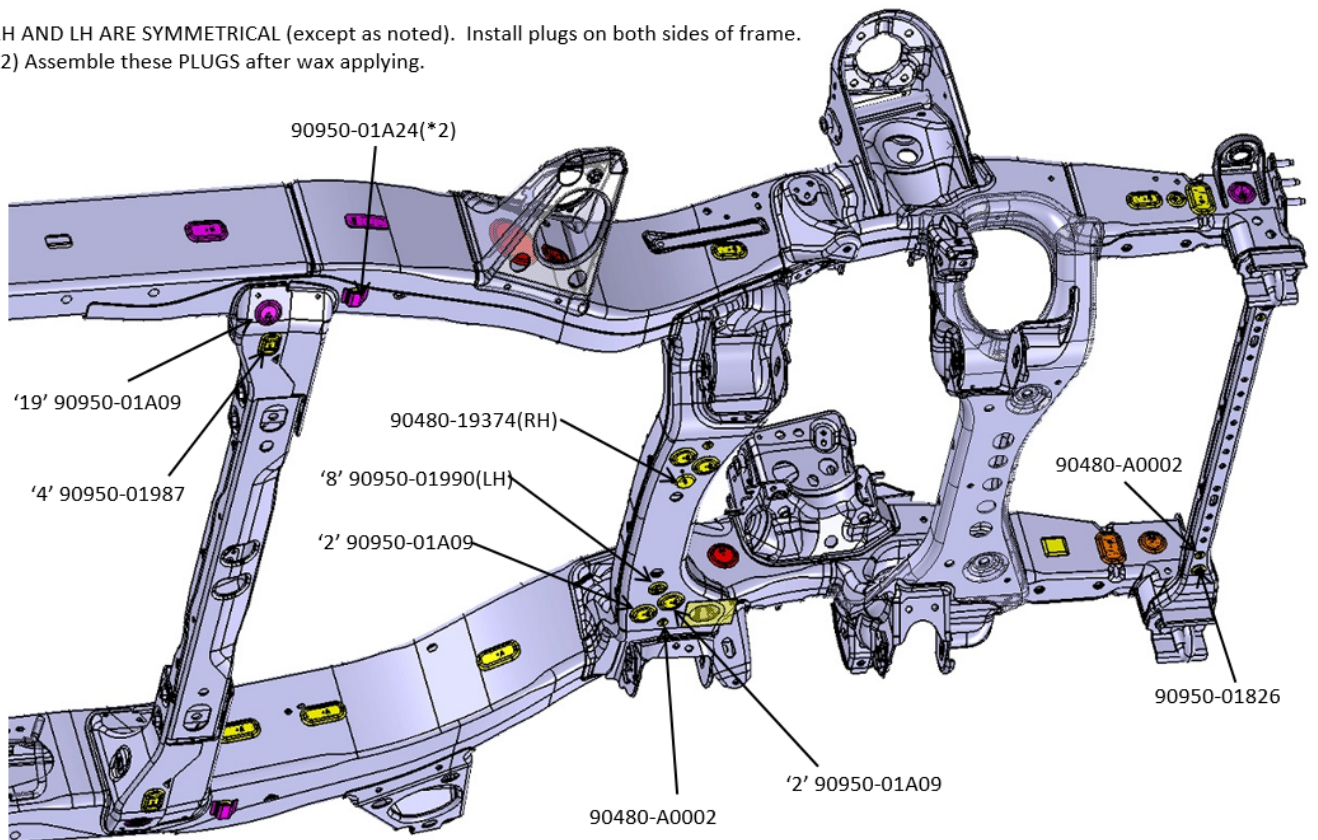 H AND LH ARE SYMMETRICAL (except as noted).  Install plugs on both sides of frame.
2) Assemble these PLUGS after wax applying.
90950-01A24(*2)
‘19’ 90950-01A09
90480-19374(RH)
90480-A0002
‘8’ 90950-01990(LH)
‘4’ 90950-01987
‘2’ 90950-01A09
90950-01826
‘2’ 90950-01A09
90480-A0002